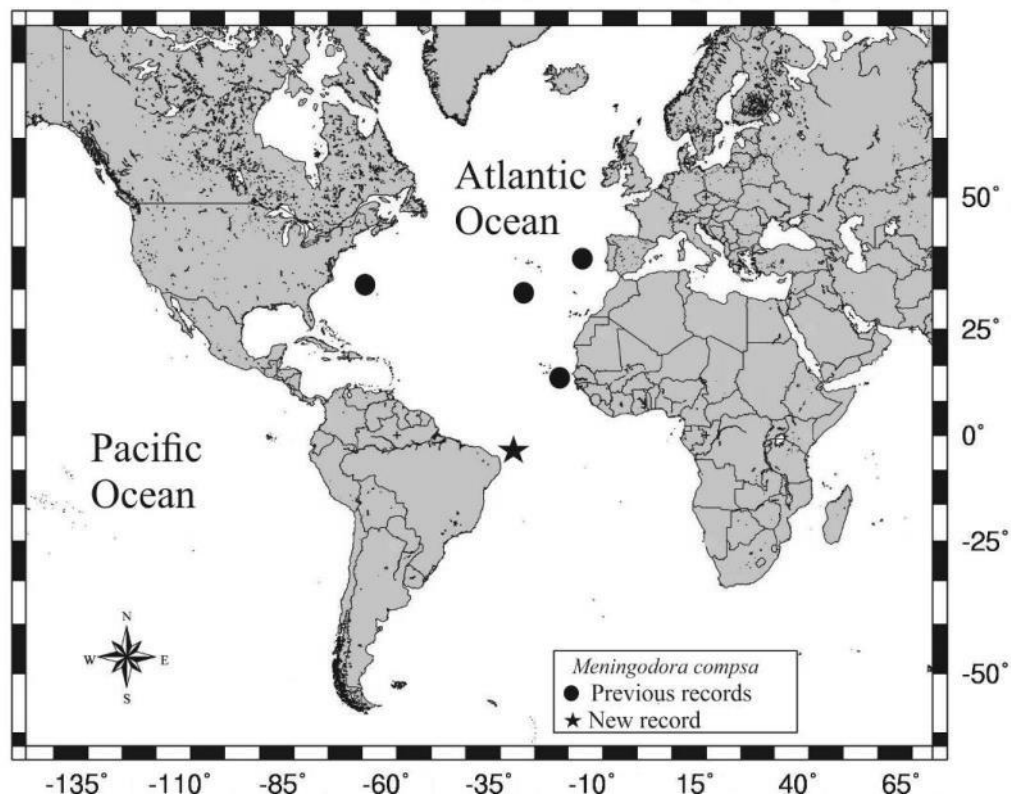 Atlantic
Ocean
50˚
25˚
Pacific
Ocean
0˚
-25˚
N
W E
S
-50˚
Meningodora compsa
Previous records
New record
-135˚ -110˚ -85˚ -60˚ -35˚ -10˚ 15˚ 40˚ 65˚